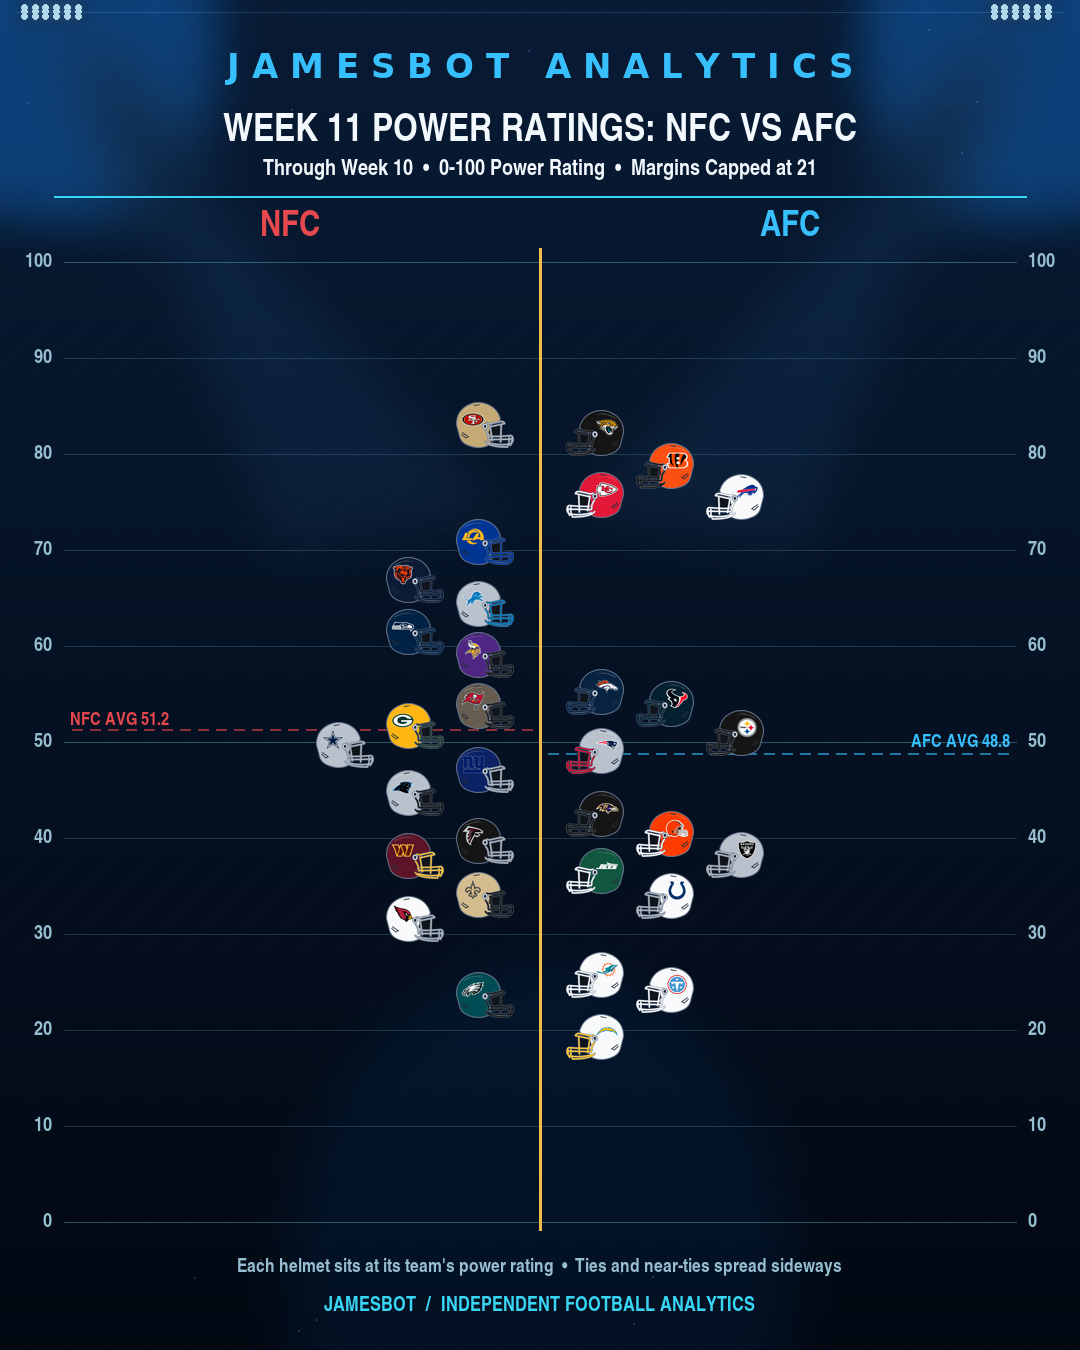 JAMESBOT ANALYTICS
WEEK 11 POWER RATINGS: NFC VS AFC
Through Week 10 • 0-100 Power Rating • Margins Capped at 21
NFC AFC
100 100
90 90
80 80
70 70
60 60
NFC AVG 51.2
50 AFC AVG 48.8 50
40 40
30 30
20 20
10 10
0 0
Each helmet sits at its team's power rating • Ties and near-ties spread sideways
JAMESBOT / INDEPENDENT FOOTBALL ANALYTICS